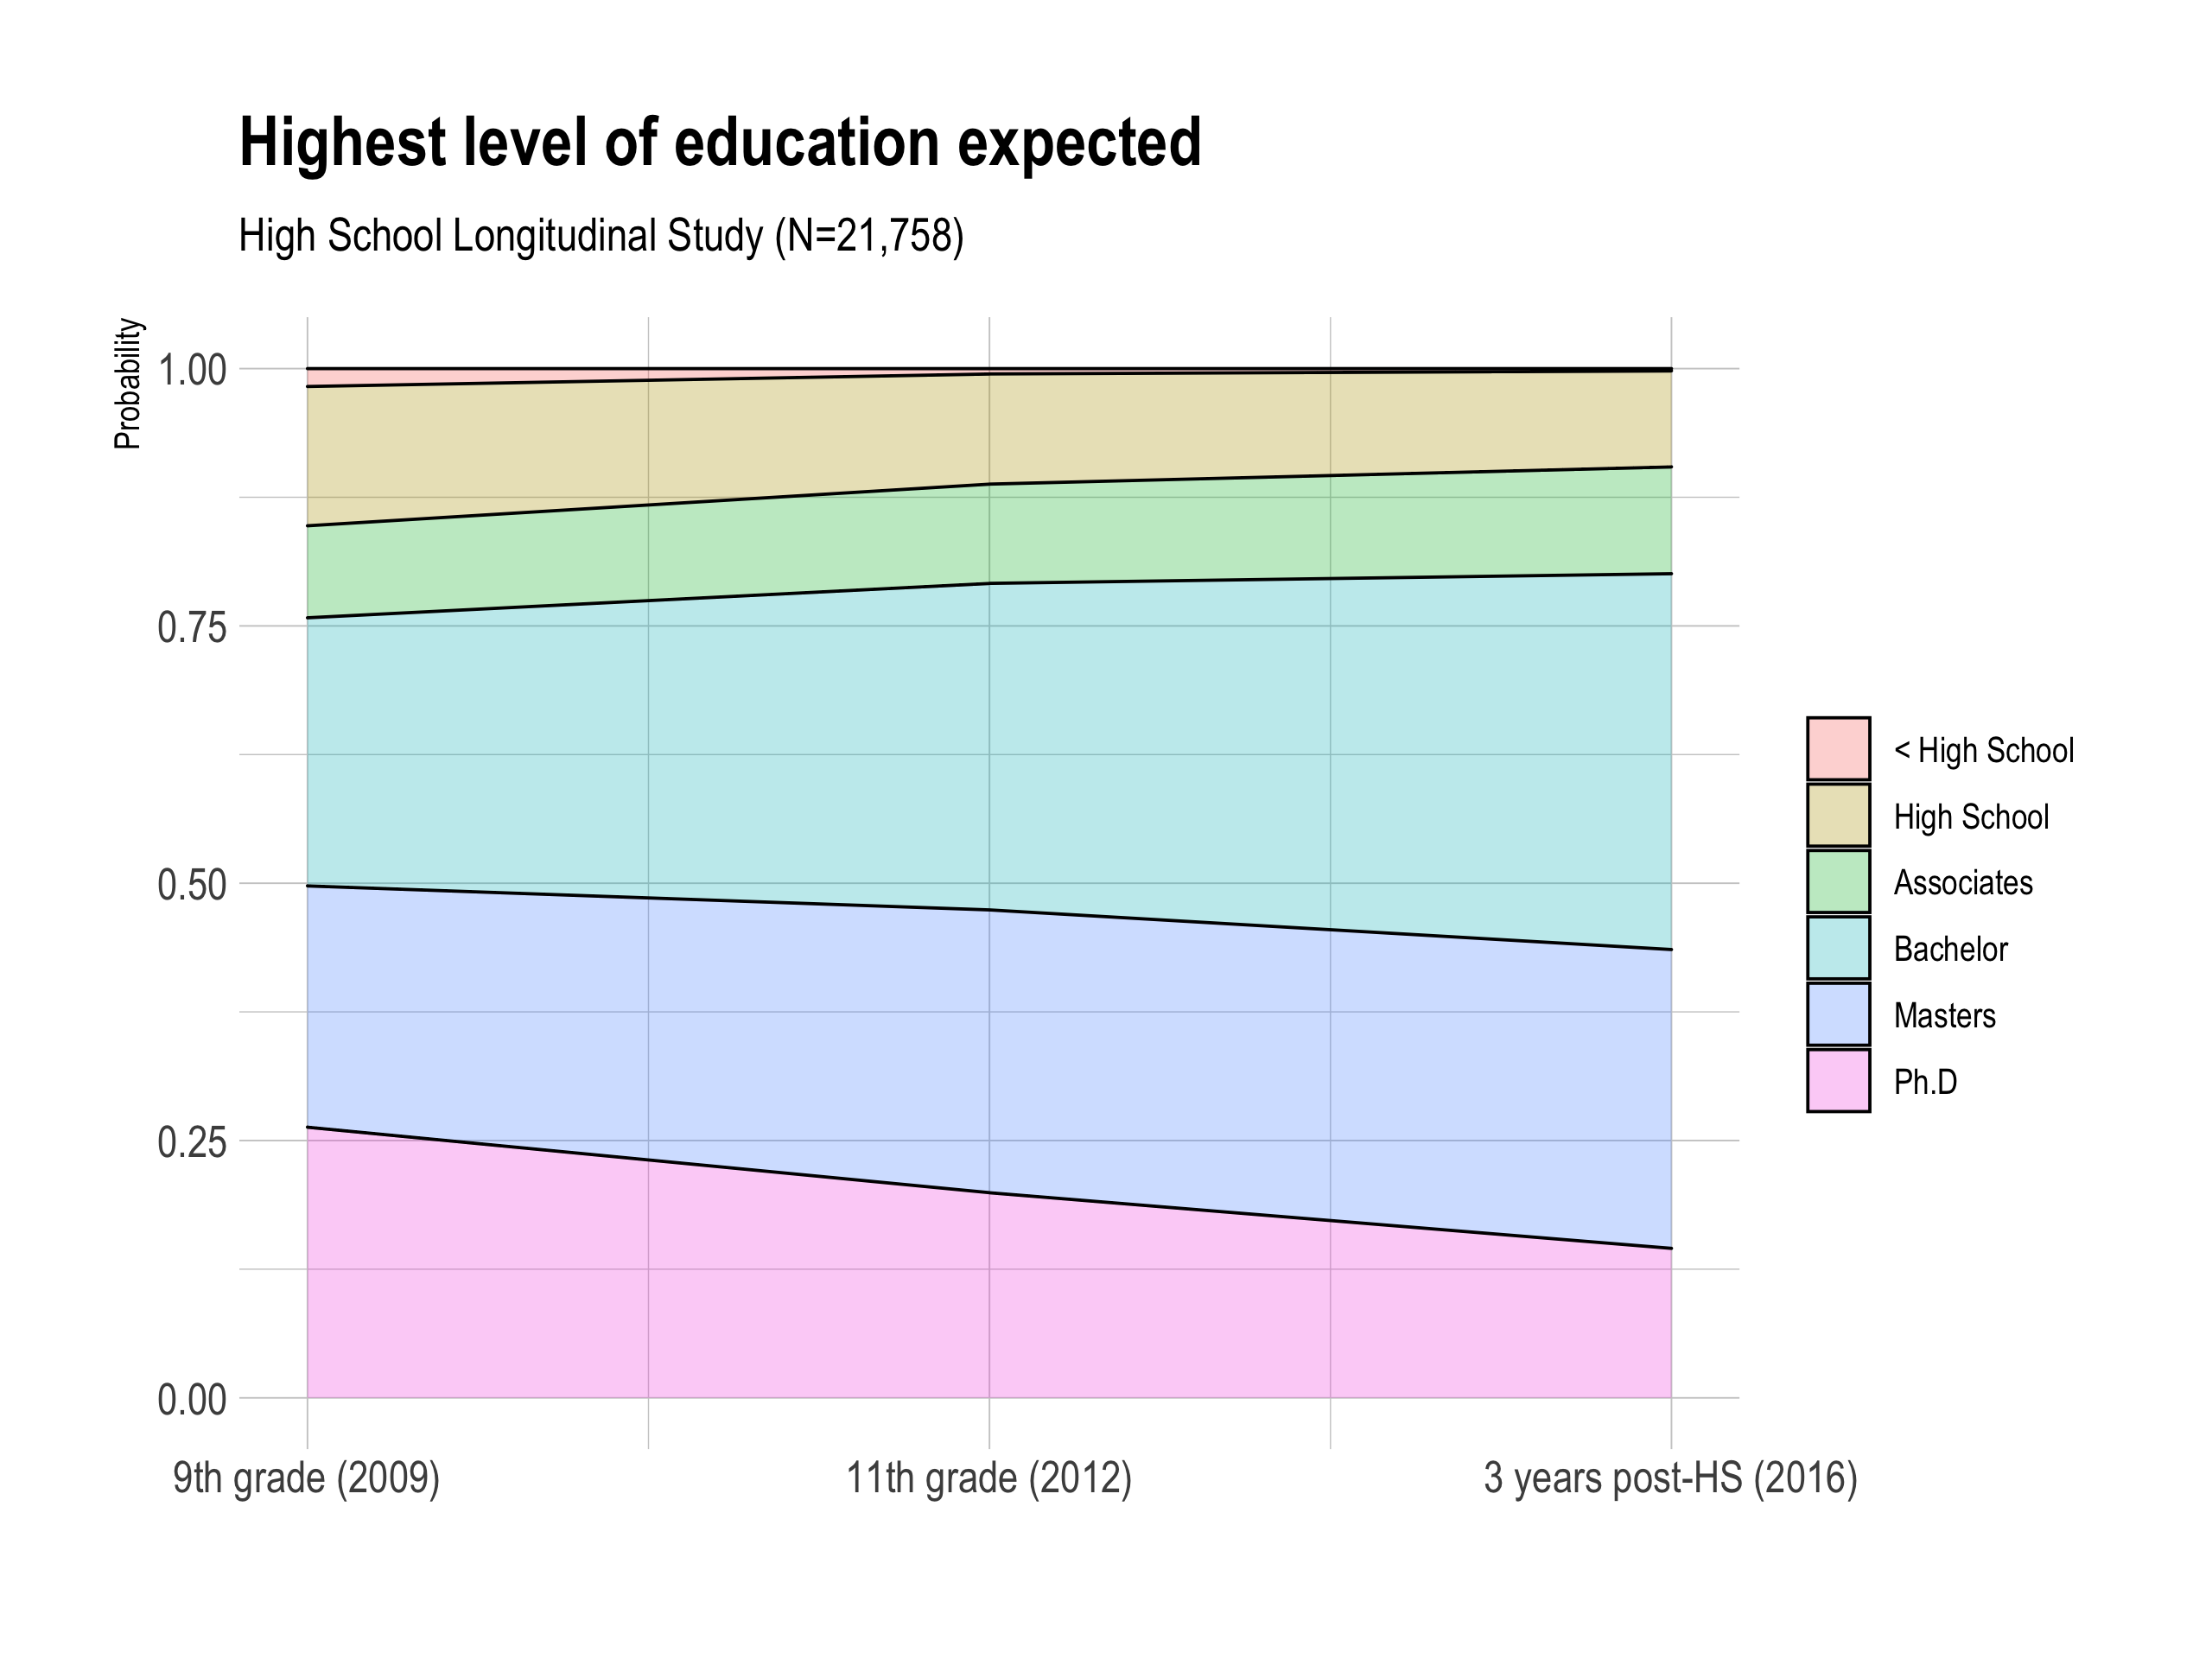 Highest level of education expected
High School Longitudinal Study (N=21,758)
Probability
1.00
0.75
0.50
0.25
0.00
9th grade (2009)
11th grade (2012)
3 years post-HS (2016)
< High School
High School
Associates
Bachelor
Masters
Ph.D